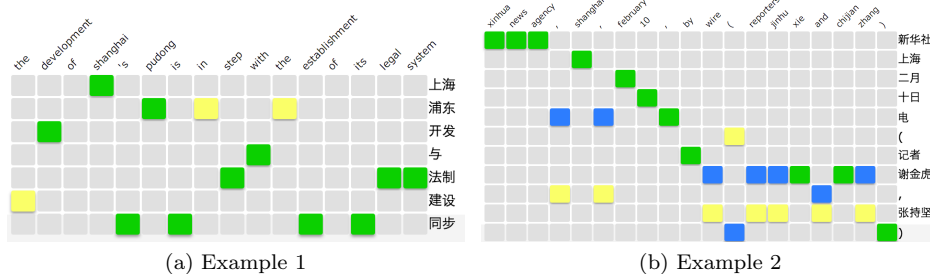 the development of shanghai 's pudong is in step with the establishment of its legal system
上海
浦东
开发
与
法制
建设
同步
(a) Example 1
xinhua news agency , shanghai , february 10 , by wire ( reporters jinhu xie and chijian zhang )
新华社
上海
二月
十日
电
(
记者
谢金虎
,
张持坚
)
(b) Example 2